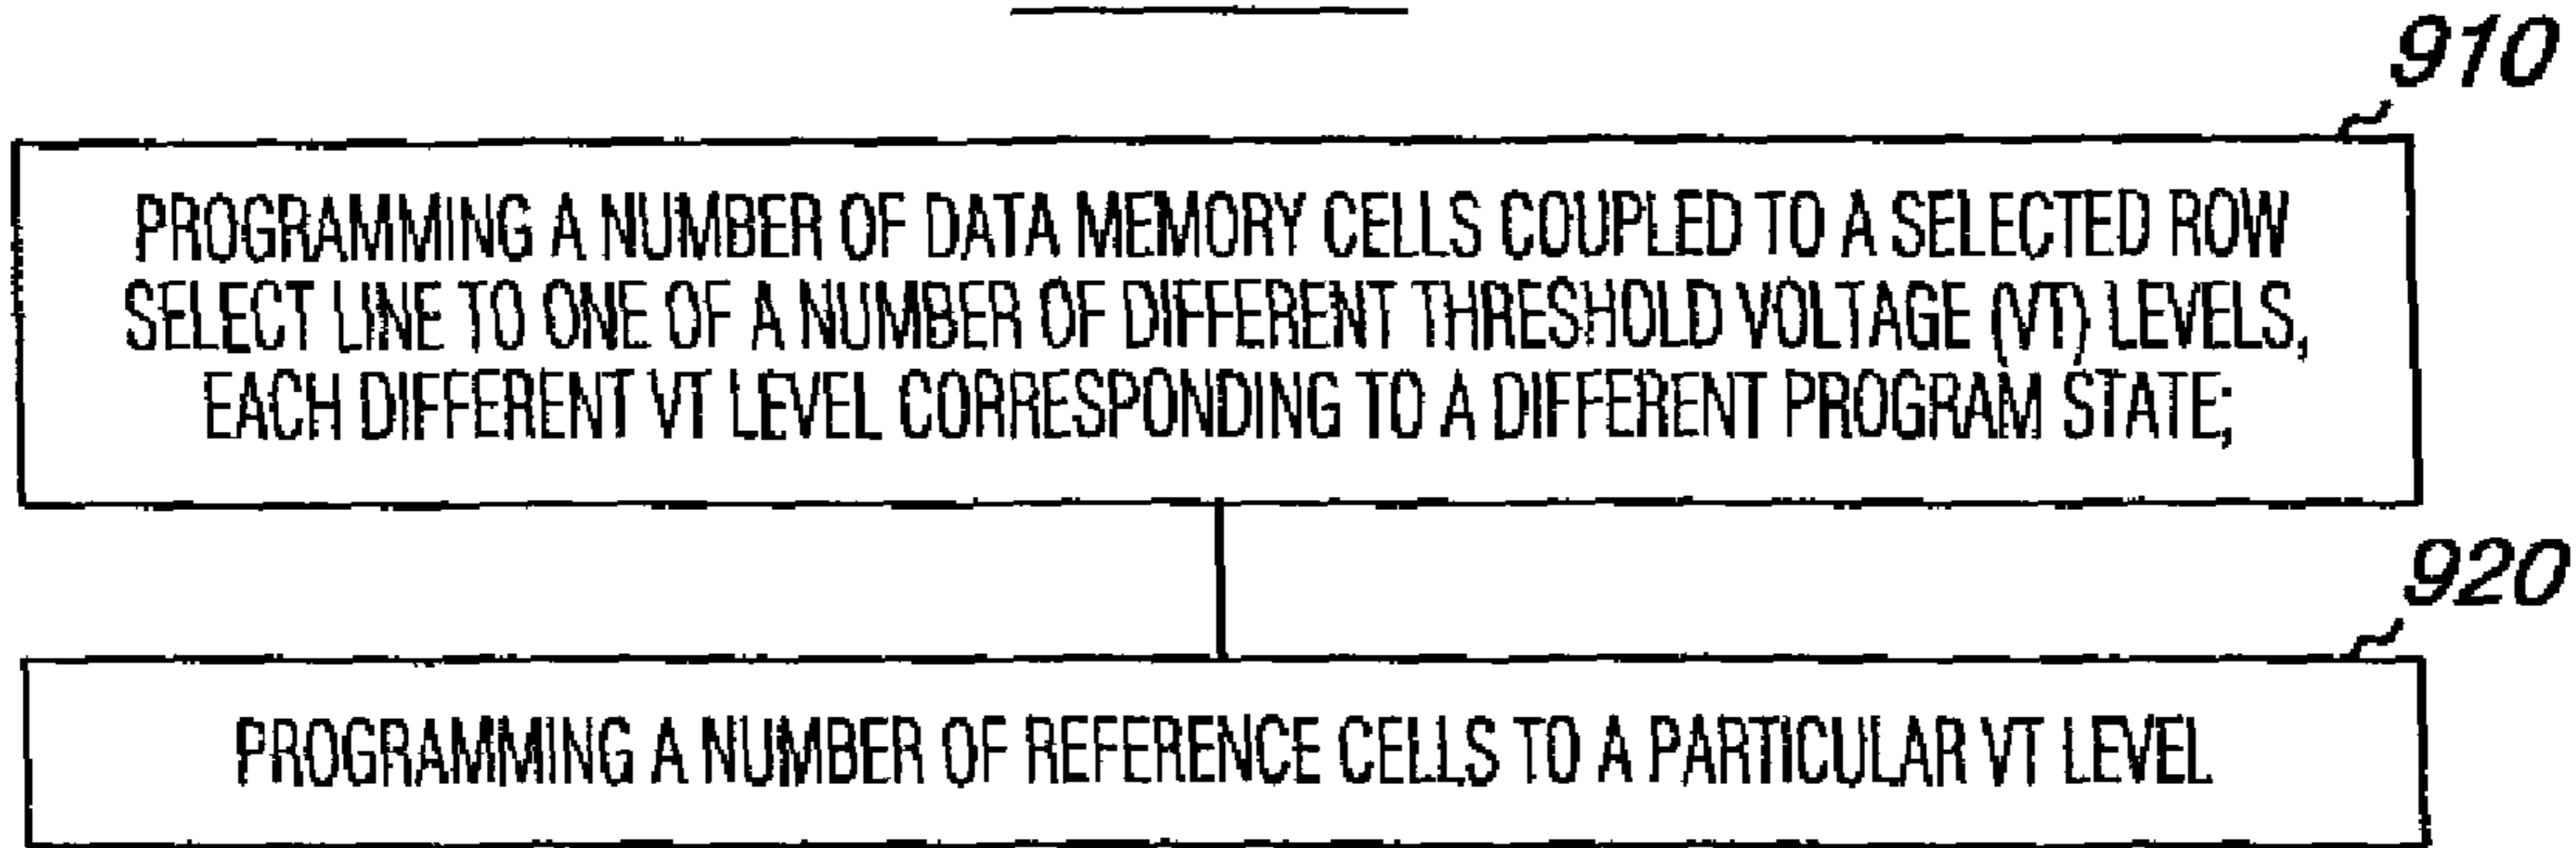 910
PROGRAMMING A NUMBER OF DATA MEMORY CELLS COUPLED TO A SELECTED ROW
SELECT LINE TO ONE OF A NUMBER OF DIFFERENT THRESHOLD VOLTAGE (VT) LEVELS,
EACH DIFFERENT VT LEVEL CORRESPONDING TO A DIFFERENT PROGRAM STATE;
920
PROGRAMMING A NUMBER OF REFERENCE CELLS TO A PARTICULAR VT LEVEL